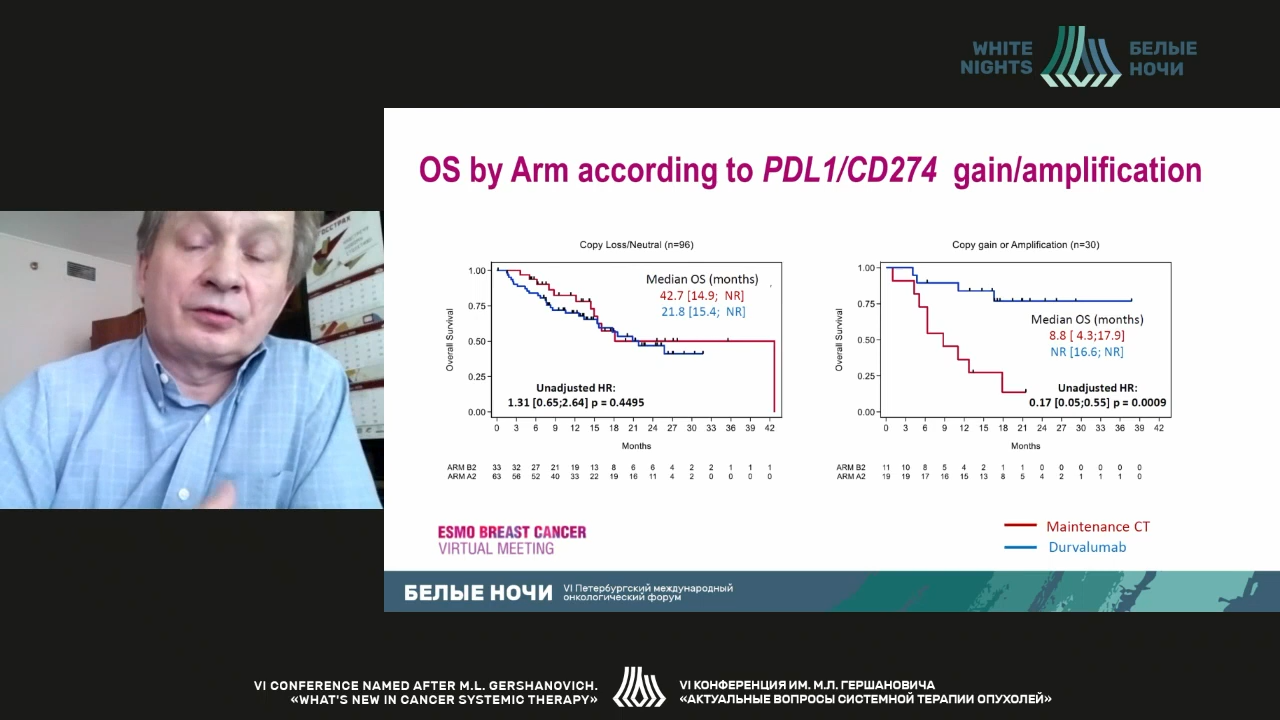 WHITE NIGHTS
БЕЛЫЕ НОЧИ
OS by Arm according to PDL1/CD274 gain/amplification
Copy Loss/Neutral (n=96)
Overall Survival
1.00
0.75
0.50
0.25
0.00
Median OS (months)
42.7 [14.9; NR]
21.8 [15.4; NR]
Unadjusted HR:
1.31 [0.65;2.64] p = 0.4495
0 3 6 9 12 15 18 21 24 27 30 33 36 39 42
Months
ARM B2 33 32 27 21 19 13 8 6 6 4 2 2 1 1 1
ARM A2 63 56 52 40 33 22 19 16 11 4 2 0 0 0 0
Copy gain or Amplification (n=30)
Overall Survival
1.00
0.75
0.50
0.25
0.00
Median OS (months)
8.8 [ 4.3;17.9]
NR [16.6; NR]
Unadjusted HR:
0.17 [0.05;0.55] p = 0.0009
0 3 6 9 12 15 18 21 24 27 30 33 36 39 42
Months
ARM B2 11 10 8 5 4 2 1 1 0 0 0 0 0 0
ARM A2 19 19 17 16 15 13 8 5 4 2 1 1 1 0
Maintenance CT
Durvalumab
ESMO BREAST CANCER
VIRTUAL MEETING
БЕЛЫЕ НОЧИ
VI Петербургский международный
онкологический форум
VI CONFERENCE NAMED AFTER M.L. GERSHANOVICH.
«WHAT'S NEW IN CANCER SYSTEMIC THERAPY»
VI КОНФЕРЕНЦИЯ ИМ. М.Л. ГЕРШАНОВИЧА
«АКТУАЛЬНЫЕ ВОПРОСЫ СИСТЕМНОЙ ТЕРАПИИ ОПУХОЛЕЙ»